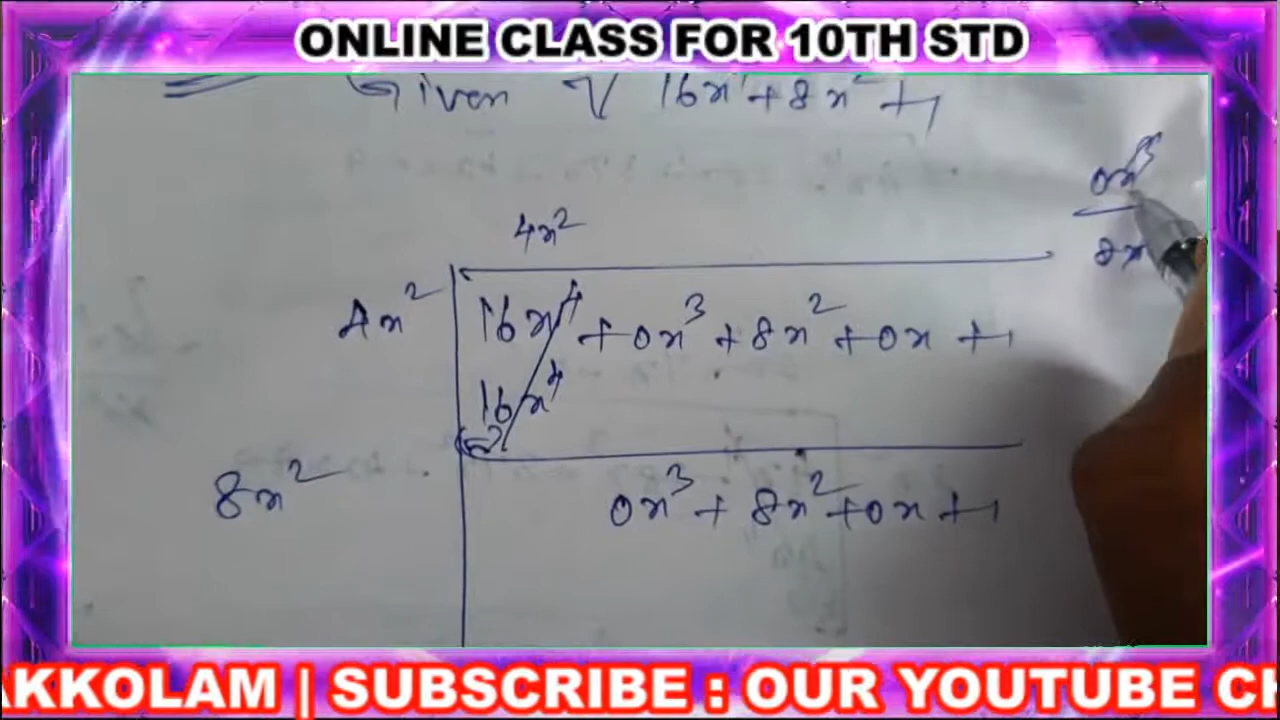 ONLINE CLASS FOR 10TH STD
Given √ 16x⁴ + 8x² + 1
0x³
4x²
8x
4x² 16x⁴ + 0x³ + 8x² + 0x + 1
16x⁴
(-)
8x² 0x³ + 8x² + 0x + 1
KKOLAM | SUBSCRIBE : OUR YOUTUBE CH